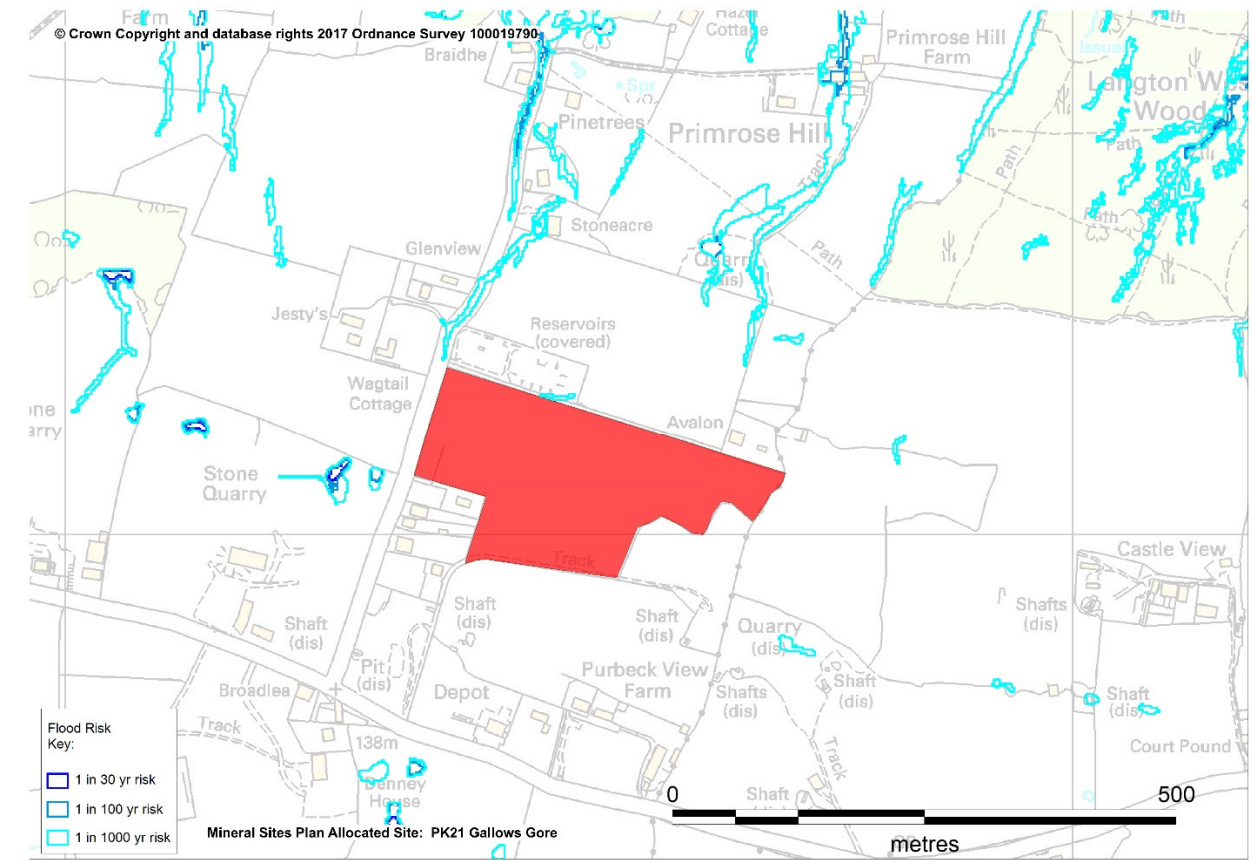 Farm
Hazel
Cottage
© Crown Copyright and database rights 2017 Ordnance Survey 100019790
Braidhe
Primrose Hill
Farm
Issues
Path
Spr
Langton West
Wood
Pinetrees
Primrose Hill
Path
Track
Path
Path
Stoneacre
Glenview
Path
Quarry
(dis)
Jesty's
Reservoirs
(covered)
Wagtail
Cottage
Avalon
Stone
Quarry
Track
Castle View
Shaft
(dis)
Shaft
(dis)
Shaft
(dis)
Quarry
(dis)
Shafts
(dis)
Pit
(dis)
Purbeck View
Farm
Broadlea
Depot
Shafts
(dis)
Shaft
(dis)
Shaft
(dis)
Track
Track
Court Pound
138m
Denney
House
Shaft
Flood Risk
Key:
1 in 30 yr risk
1 in 100 yr risk
1 in 1000 yr risk
Mineral Sites Plan Allocated Site: PK21 Gallows Gore
0 500
metres